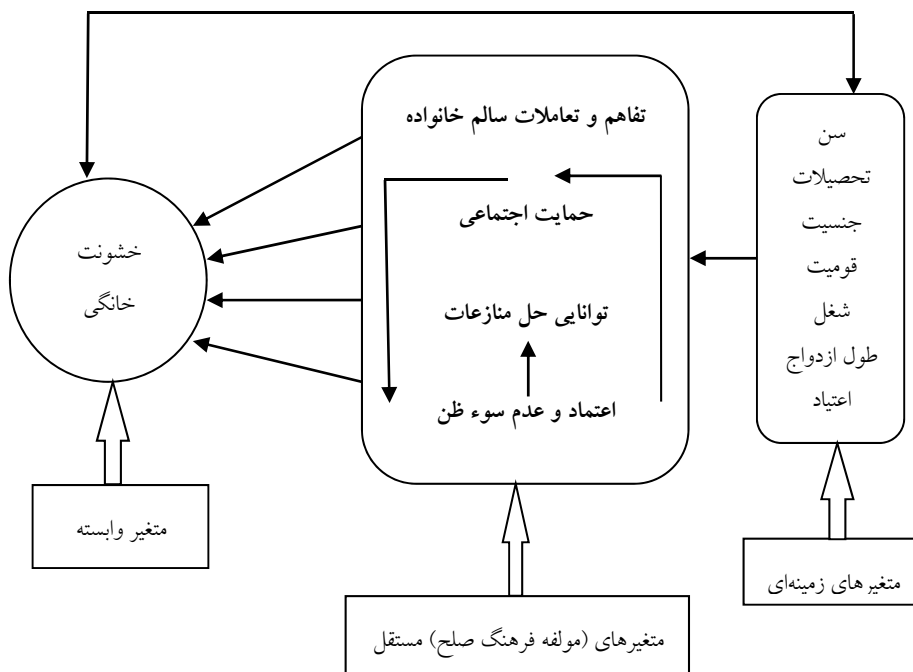 سن
تحصیلات
جنسیت
قومیت
شغل
طول ازدواج
اعتیاد
متغیرهای زمینه‌ای
تفاهم و تعاملات سالم خانواده
حمایت اجتماعی
توانایی حل منازعات
اعتماد و عدم سوء ظن
متغیرهای (مولفه فرهنگ صلح) مستقل
خشونت
خانگی
متغیر وابسته